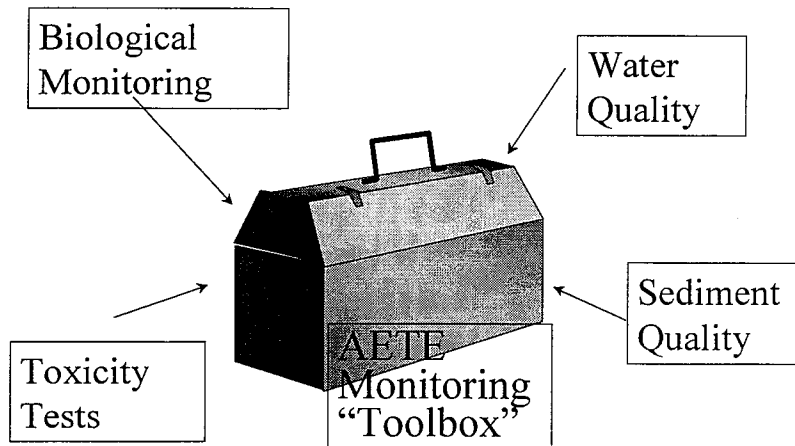 Biological
Monitoring
Water
Quality
Sediment
Quality
Toxicity
Tests
AETE
Monitoring
“Toolbox”